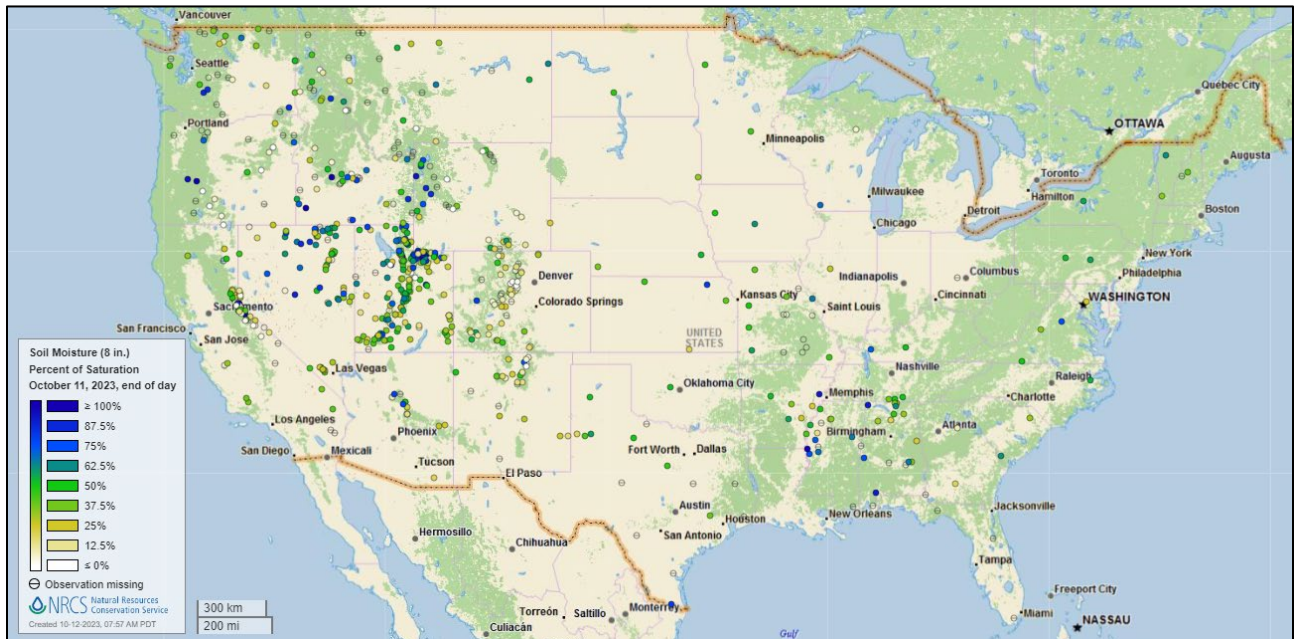 Vancouver
Seattle
Portland
Québec City
OTTAWA
Augusta
Minneapolis
Toronto
Hamilton
Milwaukee
Detroit
Boston
Chicago
New York
Philadelphia
Indianapolis
Columbus
WASHINGTON
Cincinnati
Denver
Colorado Springs
Kansas City
Saint Louis
Sacramento
San Francisco
San Jose
UNITED
STATES
Las Vegas
Nashville
Raleigh
Oklahoma City
Memphis
Charlotte
Los Angeles
Phoenix
Birmingham
Atlanta
San Diego
Mexicali
Tucson
Fort Worth
Dallas
El Paso
Austin
Houston
New Orleans
Jacksonville
San Antonio
Hermosillo
Chihuahua
Tampa
Freeport City
Miami
Torreón
Saltillo
Monterrey
NASSAU
Culiacán
Gulf
Soil Moisture (8 in.)
Percent of Saturation
October 11, 2023, end of day
≥ 100%
87.5%
75%
62.5%
50%
37.5%
25%
12.5%
≤ 0%
Observation missing
NRCS Natural Resources
Conservation Service
Created 10-12-2023, 07:57 AM PDT
300 km
200 mi